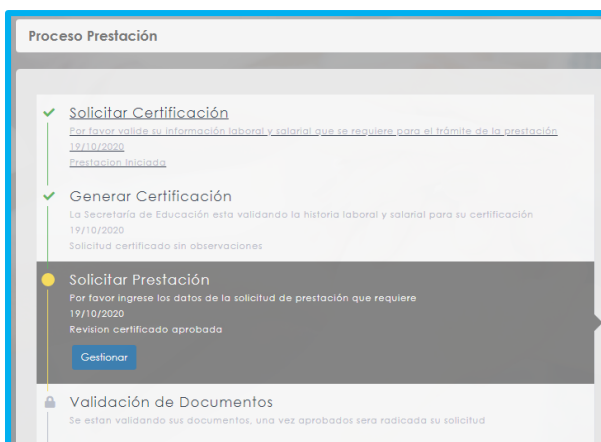 Proceso Prestación
Solicitar Certificación
Por favor valide su información laboral y salarial que se requiere para el trámite de la prestación
19/10/2020
Prestacion Iniciada
Generar Certificación
La Secretaría de Educación esta validando la historia laboral y salarial para su certificación
19/10/2020
Solicitud certificado sin observaciones
Solicitar Prestación
Por favor ingrese los datos de la solicitud de prestación que requiere
19/10/2020
Revision certificado aprobada
Gestionar
Validación de Documentos
Se estan validando sus documentos, una vez aprobados sera radicada su solicitud